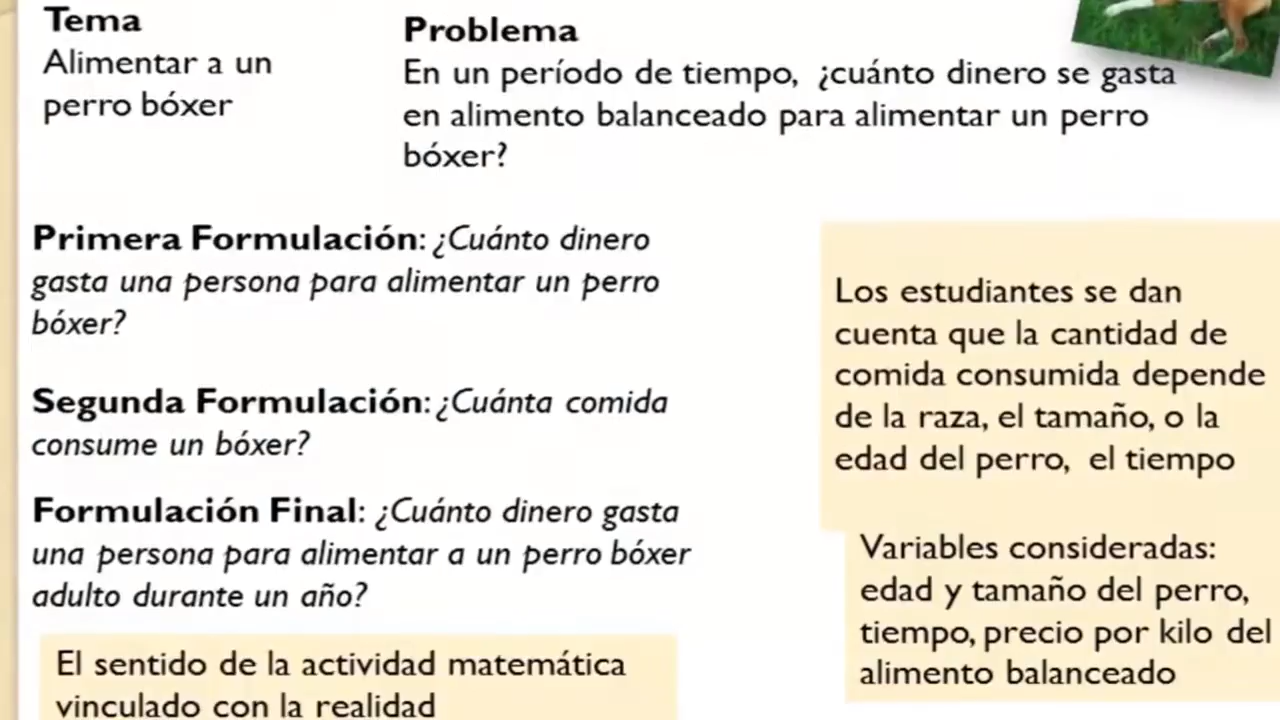 Tema
Alimentar a un
perro bóxer
Problema
En un período de tiempo, ¿cuánto dinero se gasta
en alimento balanceado para alimentar un perro
bóxer?
Primera Formulación: ¿Cuánto dinero
gasta una persona para alimentar un perro
bóxer?
Segunda Formulación: ¿Cuánta comida
consume un bóxer?
Formulación Final: ¿Cuánto dinero gasta
una persona para alimentar a un perro bóxer
adulto durante un año?
El sentido de la actividad matemática
vinculado con la realidad
Los estudiantes se dan
cuenta que la cantidad de
comida consumida depende
de la raza, el tamaño, o la
edad del perro, el tiempo
Variables consideradas:
edad y tamaño del perro,
tiempo, precio por kilo del
alimento balanceado